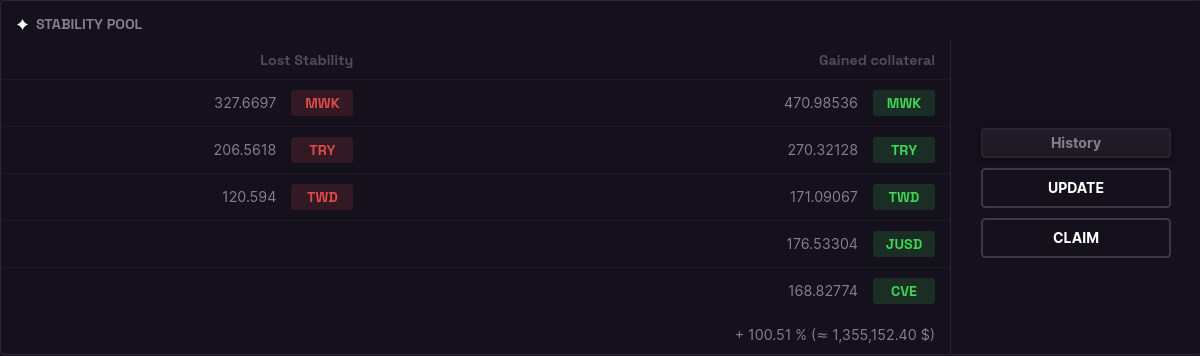 STABILITY POOL
Lost Stability Gained collateral
327.6697 MWK 470.98536 MWK
206.5618 TRY 270.32128 TRY
120.594 TWD 171.09067 TWD
176.53304 JUSD
168.82774 CVE
+ 100.51 % (≈ 1,355,152.40 $)
History
UPDATE
CLAIM